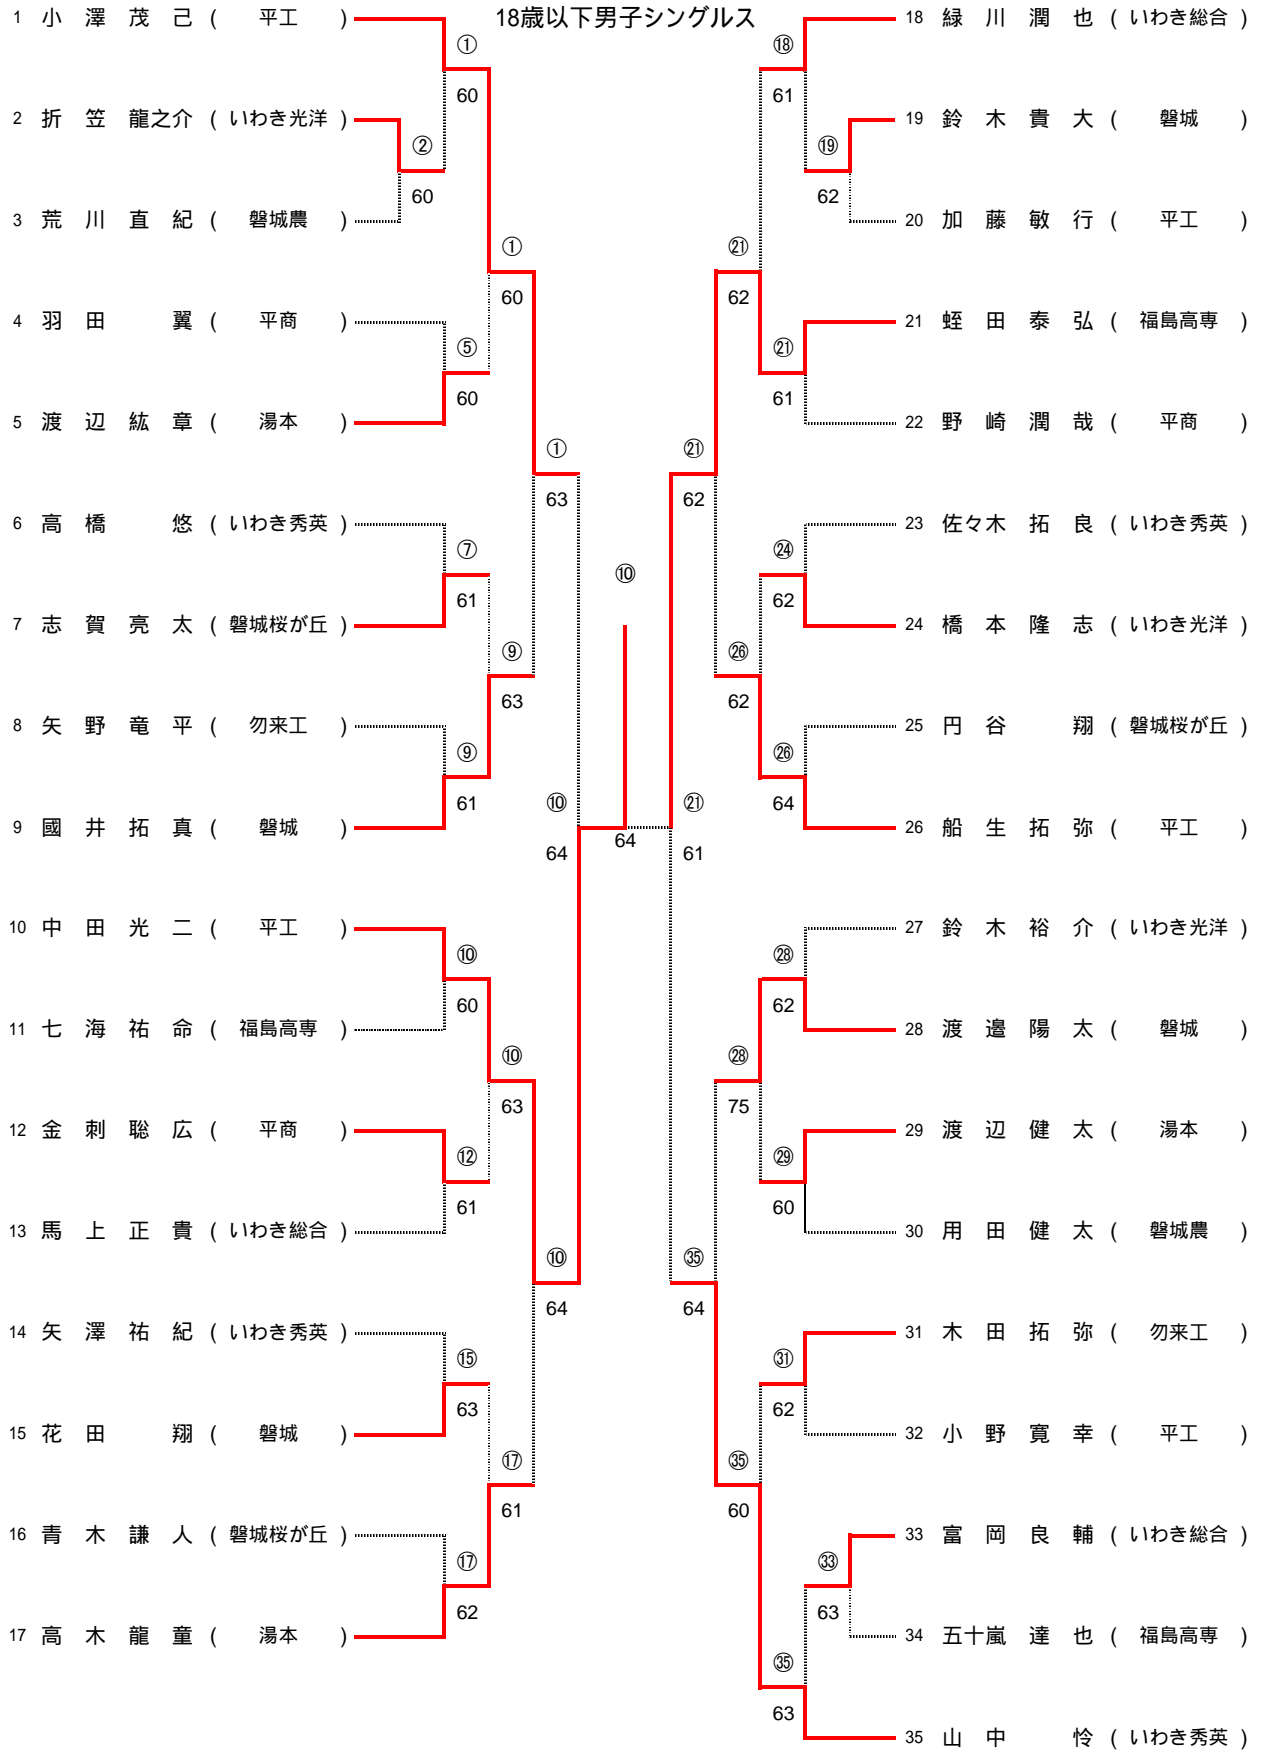 18歳以下男子シングルス
1 小澤茂己 ( 平工 )
①
60
2 折笠龍之介 ( いわき光洋 )
②
60
3 荒川直紀 ( 磐城農 )
①
60
4 羽田 翼 ( 平商 )
⑤
60
5 渡辺紘章 ( 湯本 )
①
63
6 高橋 悠 ( いわき秀英 )
⑦
61
7 志賀亮太 ( 磐城桜が丘 )
⑨
63
8 矢野竜平 ( 勿来工 )
⑨
61
9 國井拓真 ( 磐城 )
⑩
64
10 中田光二 ( 平工 )
⑩
60
11 七海祐命 ( 福島高専 )
⑩
63
12 金刺聡広 ( 平商 )
⑫
61
13 馬上正貴 ( いわき総合 )
⑩
64
14 矢澤祐紀 ( いわき秀英 )
⑮
63
15 花田 翔 ( 磐城 )
⑰
61
16 青木謙人 ( 磐城桜が丘 )
⑰
62
17 高木龍童 ( 湯本 )
⑩
64
18 緑川潤也 ( いわき総合 )
⑱
61
19 鈴木貴大 ( 磐城 )
⑲
62
20 加藤敏行 ( 平工 )
㉑
62
21 蛭田泰弘 ( 福島高専 )
㉑
61
22 野崎潤哉 ( 平商 )
㉑
62
23 佐々木拓良 ( いわき秀英 )
㉔
62
24 橋本隆志 ( いわき光洋 )
㉖
62
25 円谷 翔 ( 磐城桜が丘 )
㉖
64
26 船生拓弥 ( 平工 )
㉑
61
27 鈴木裕介 ( いわき光洋 )
㉘
62
28 渡邉陽太 ( 磐城 )
㉘
75
29 渡辺健太 ( 湯本 )
㉙
60
30 用田健太 ( 磐城農 )
㉟
64
31 木田拓弥 ( 勿来工 )
㉛
62
32 小野寛幸 ( 平工 )
㉟
60
33 富岡良輔 ( いわき総合 )
㉝
63
34 五十嵐達也 ( 福島高専 )
㉟
63
35 山中 怜 ( いわき秀英 )